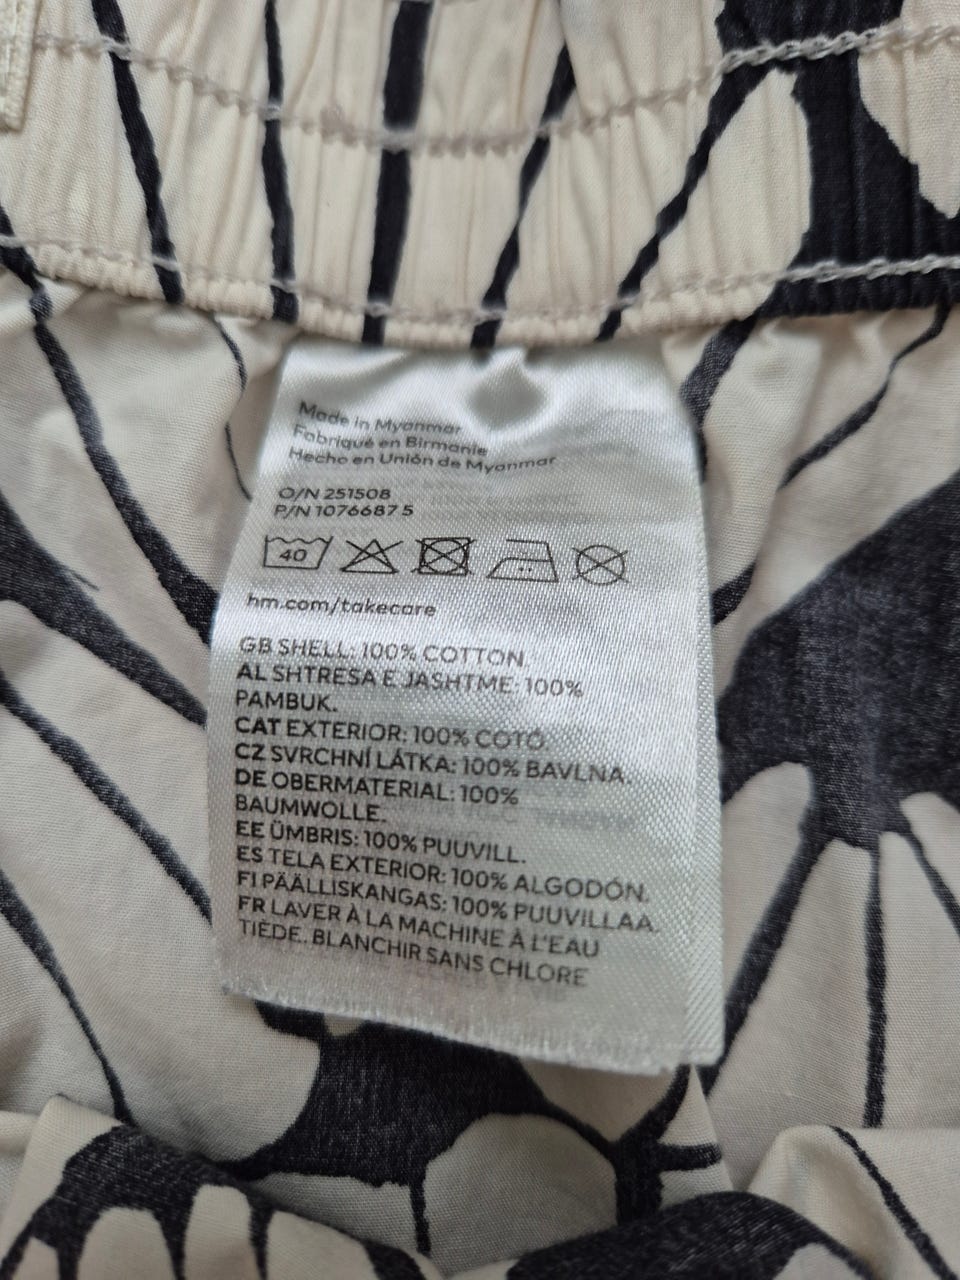 Made in Myanmar
Fabriqué en Birmanie
Hecho en Unión de Myanmar
O/N 251508
P/N 1076687 5
40
hm.com/takecare
GB SHELL: 100% COTTON.
AL SHTRESA E JASHTME: 100%
PAMBUK.
CAT EXTERIOR: 100% COTÓ.
CZ SVRCHNÍ LÁTKA: 100% BAVLNA.
DE OBERMATERIAL: 100%
BAUMWOLLE.
EE ÜMBRIS: 100% PUUVILL.
ES TELA EXTERIOR: 100% ALGODÓN.
FI PÄÄLLISKANGAS: 100% PUUVILLAA.
FR LAVER À LA MACHINE À L'EAU
TIÈDE. BLANCHIR SANS CHLORE